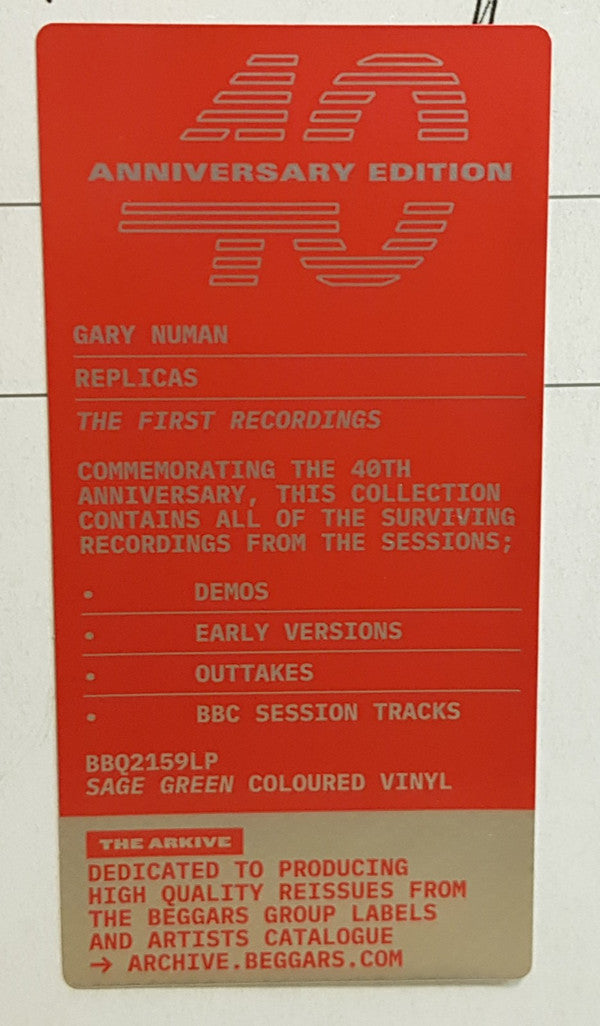 40
ANNIVERSARY EDITION
40
GARY NUMAN
REPLICAS
THE FIRST RECORDINGS
COMMEMORATING THE 40TH
ANNIVERSARY, THIS COLLECTION
CONTAINS ALL OF THE SURVIVING
RECORDINGS FROM THE SESSIONS;
• DEMOS
• EARLY VERSIONS
• OUTTAKES
• BBC SESSION TRACKS
BBQ2159LP
SAGE GREEN COLOURED VINYL
THE ARKIVE
DEDICATED TO PRODUCING
HIGH QUALITY REISSUES FROM
THE BEGGARS GROUP LABELS
AND ARTISTS CATALOGUE
→ ARCHIVE.BEGGARS.COM